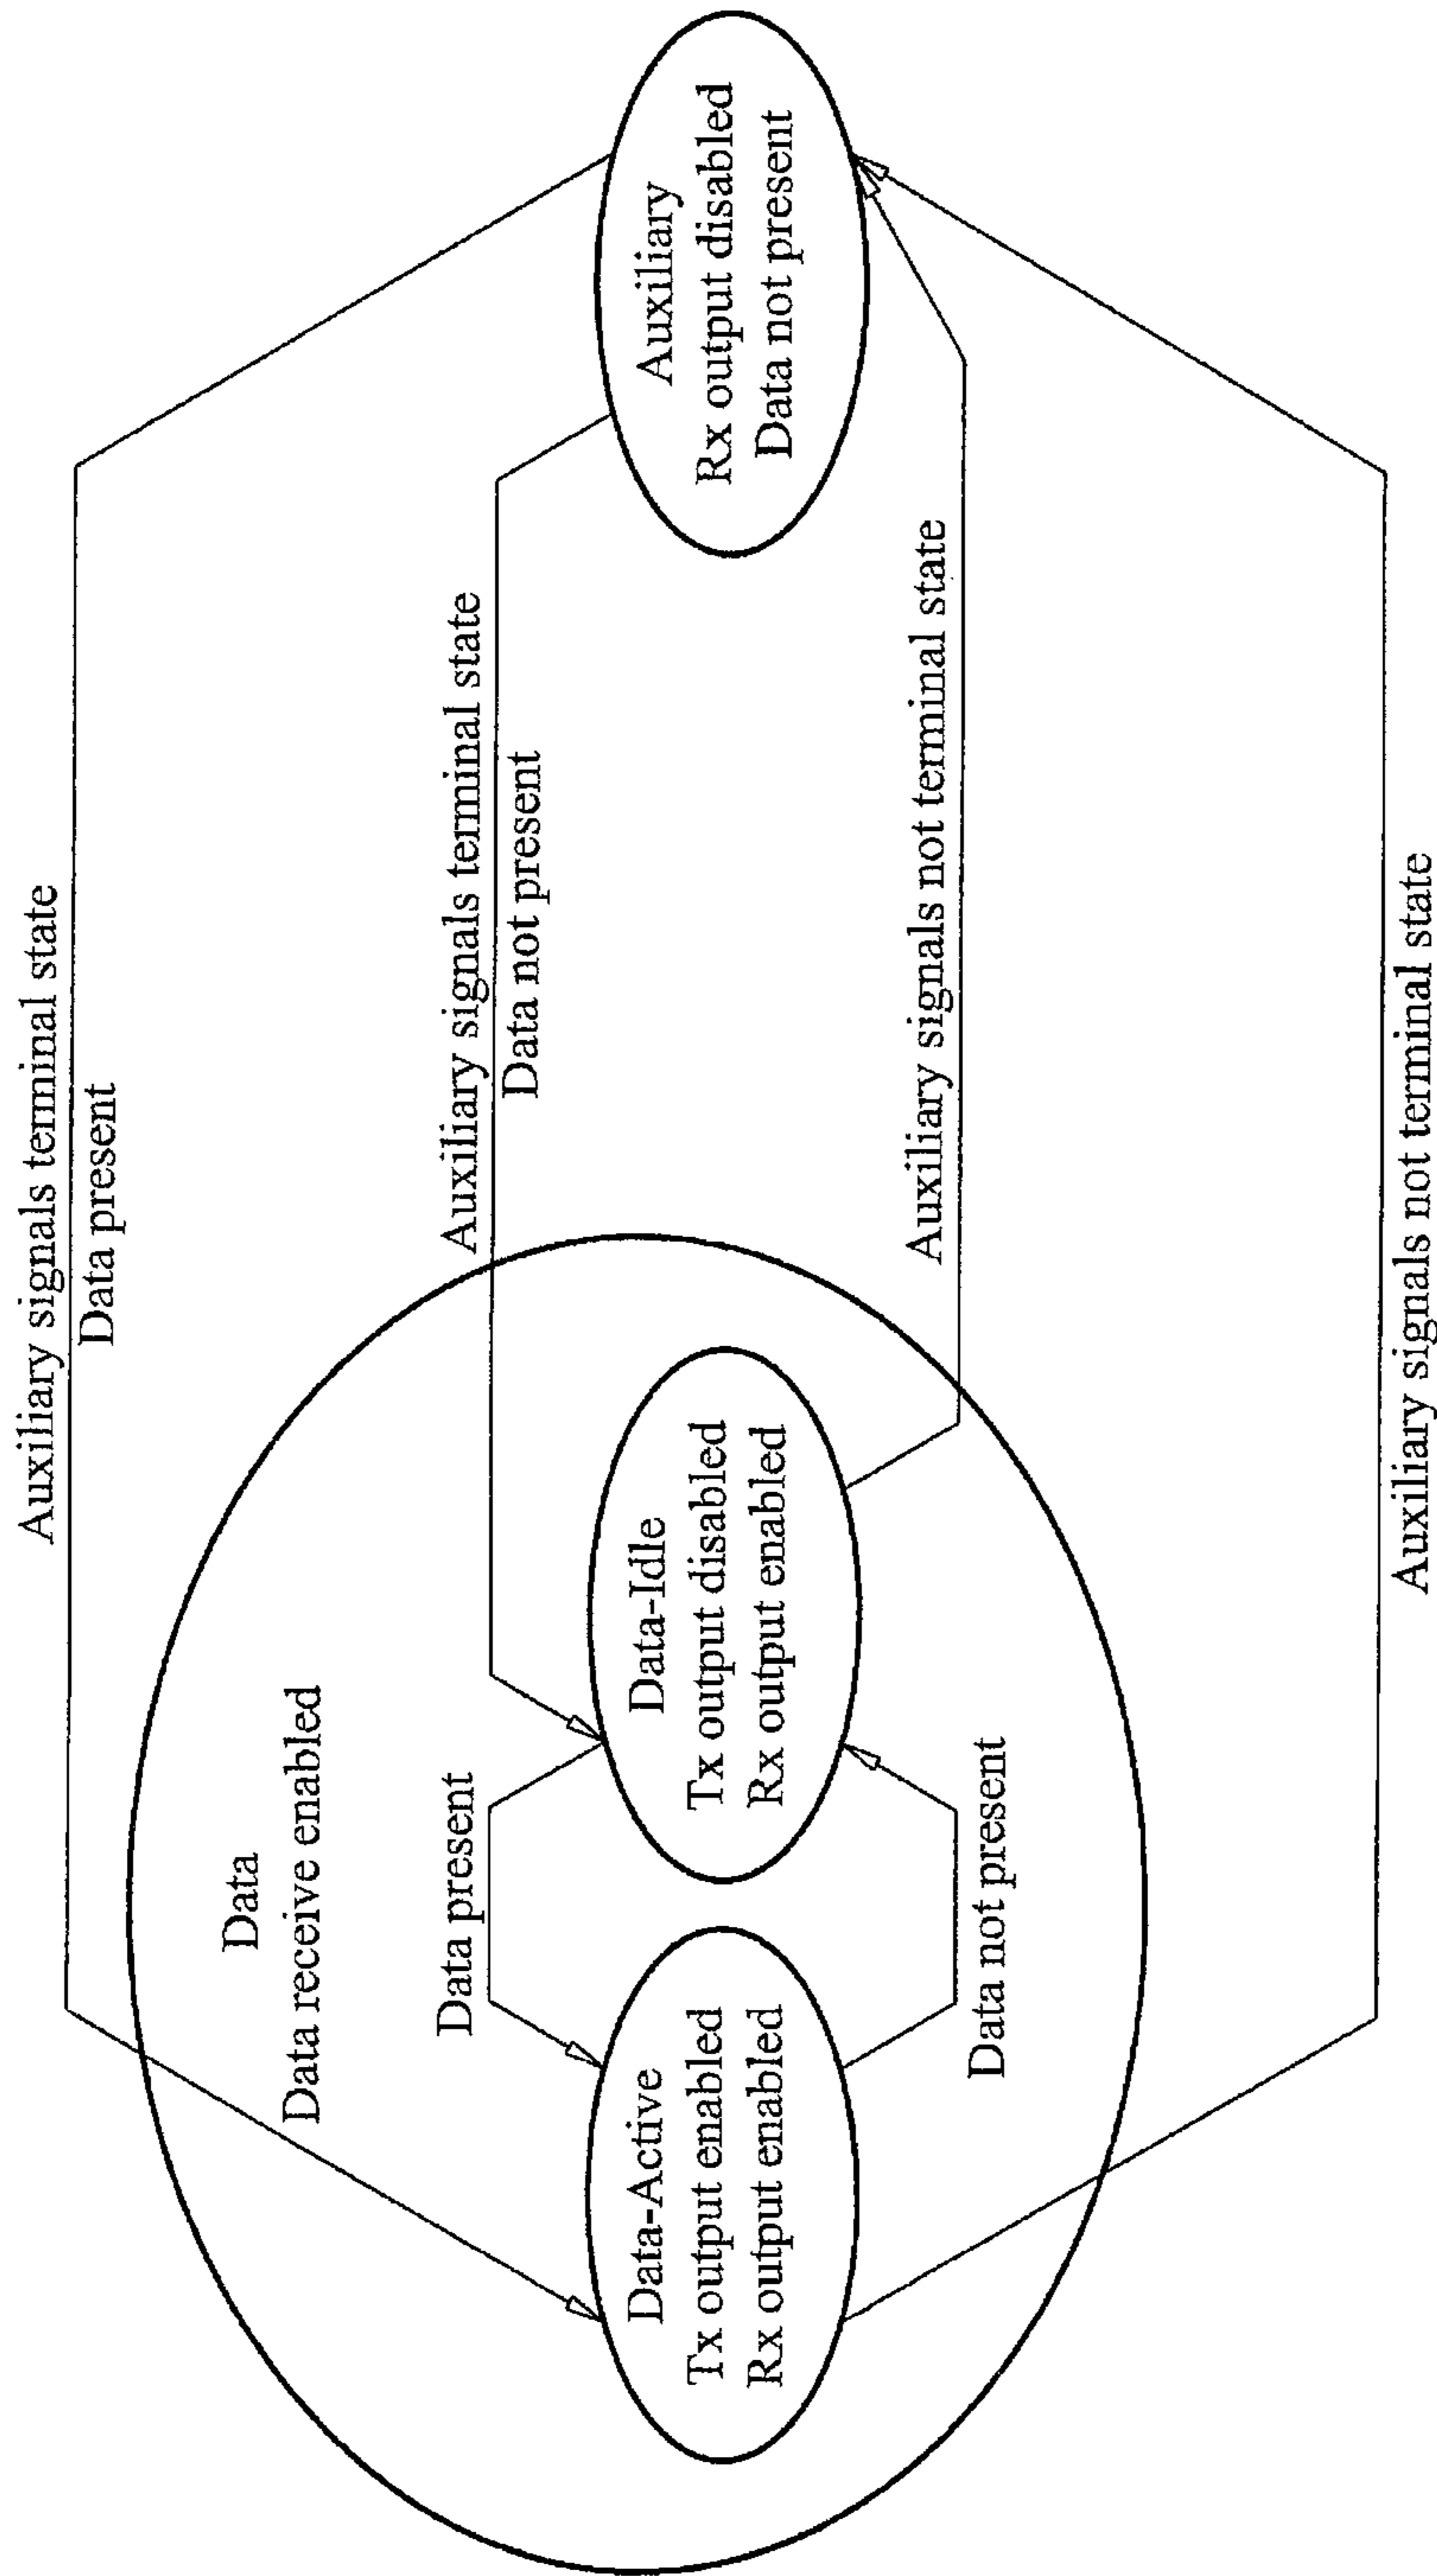 Auxiliary signals terminal state
Data present
Data
Data receive enabled
Auxiliary signals terminal state
Data not present
Data present
Data-Active
Tx output enabled
Rx output enabled
Data-Idle
Tx output disabled
Rx output enabled
Auxiliary
Rx output disabled
Data not present
Data not present
Auxiliary signals not terminal state
Auxiliary signals not terminal state